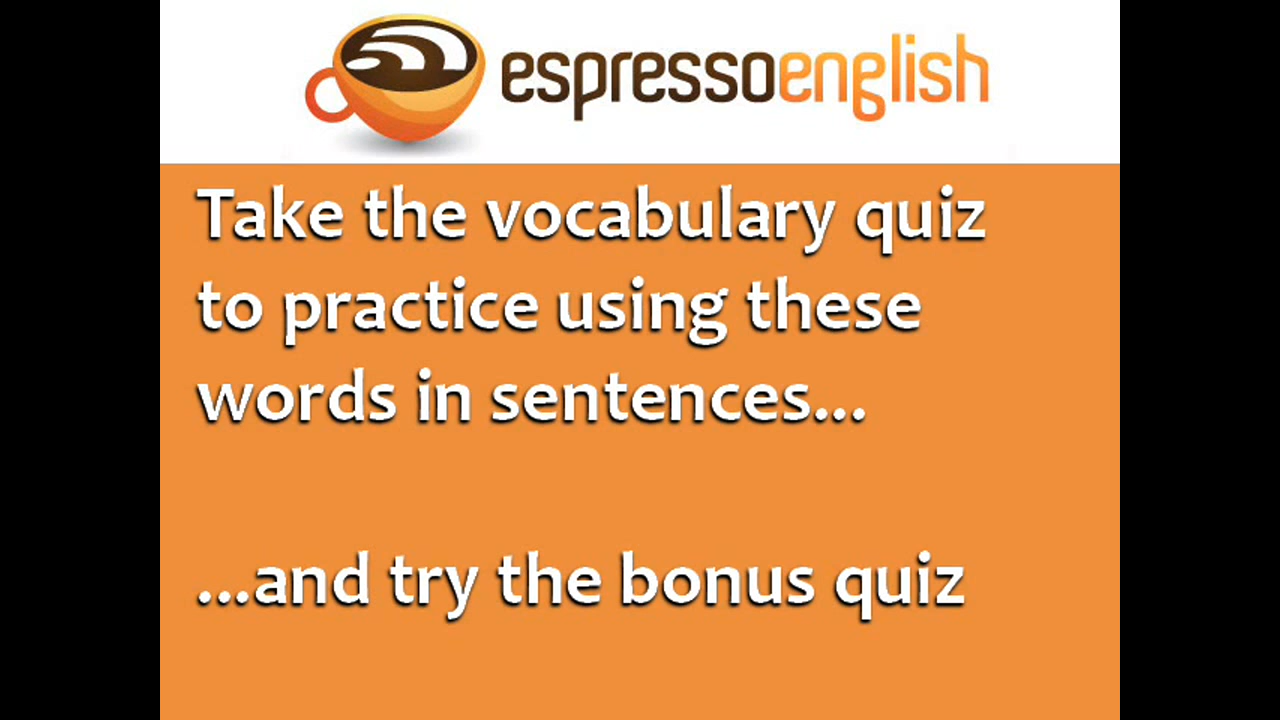 espressoenglish
Take the vocabulary quiz
to practice using these
words in sentences...
...and try the bonus quiz